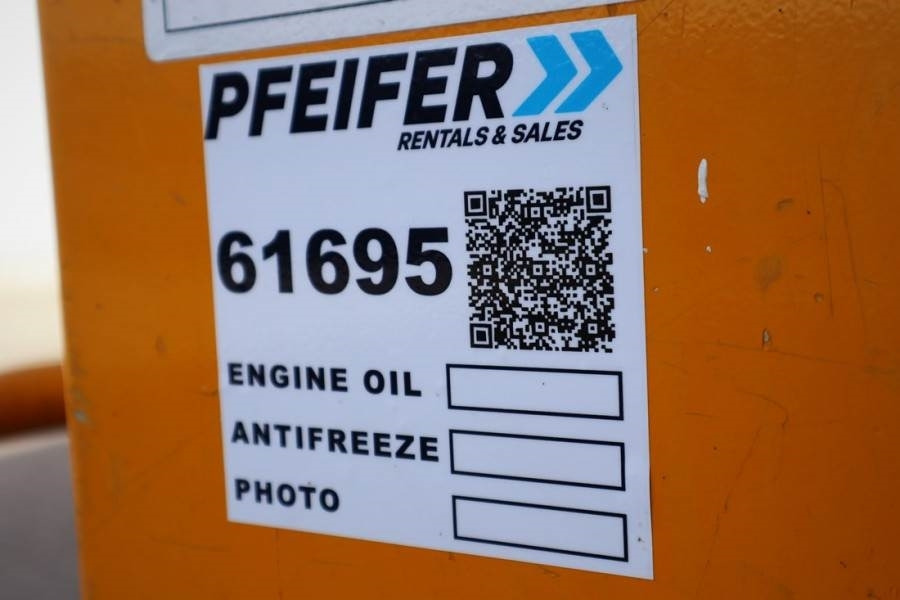 PFEIFER
RENTALS & SALES
61695
ENGINE OIL
ANTIFREEZE
PHOTO